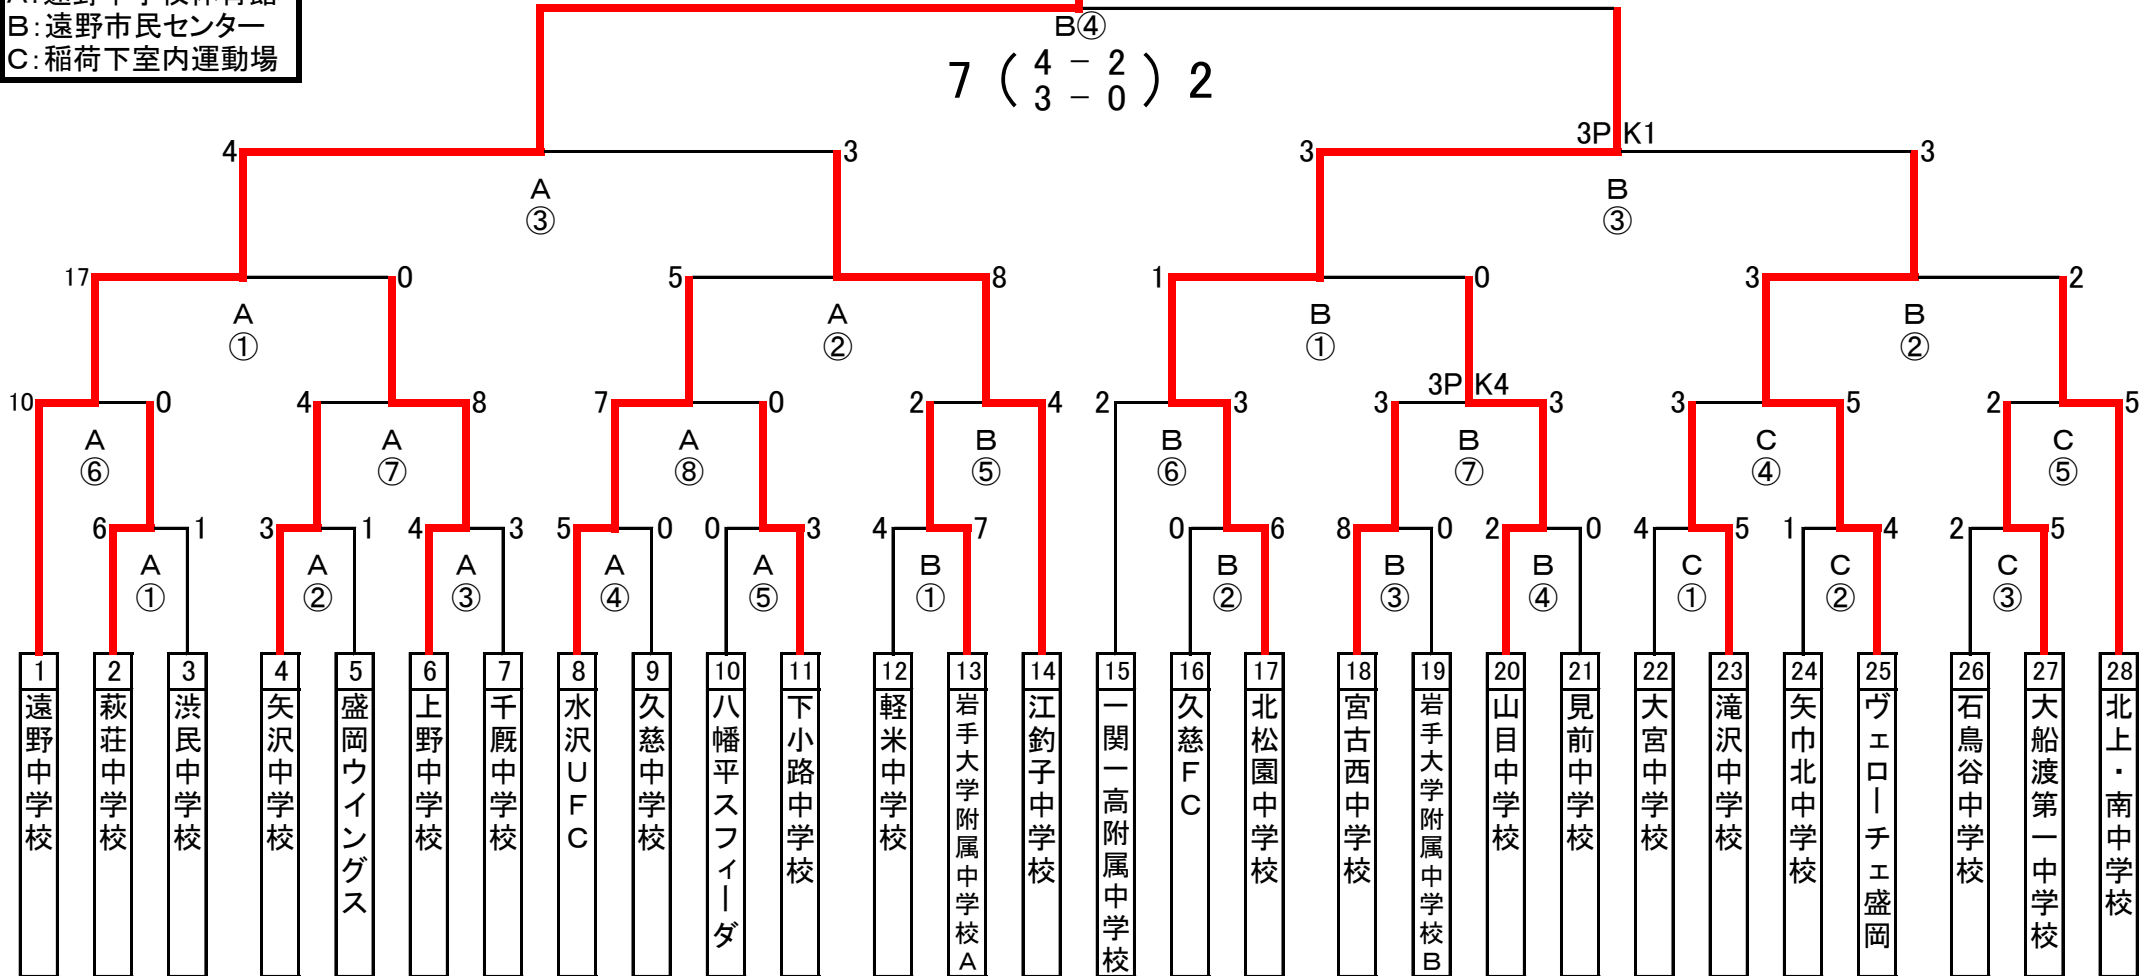 B:遠野市民センター
C:稲荷下室内運動場
B④
7 ( 4 - 2 ) 2
3 - 0
4 3 3 3PK1 3
A B
③ ③
17 0 5 8 1 0 3 2
A A B B
① ② ① ②
10 0 4 8 7 0 2 4 2 3 3 3PK4 3 3 5 2 5
A A A B B B C C
⑥ ⑦ ⑧ ⑤ ⑥ ⑦ ④ ⑤
6 1 3 1 4 3 5 0 0 3 4 7 0 6 8 0 2 0 4 5 1 4 2 5
A A A A A B B B B C C C
① ② ③ ④ ⑤ ① ② ③ ④ ① ② ③
1 遠野中学校
2 萩荘中学校
3 渋民中学校
4 矢沢中学校
5 盛岡ウイングス
6 上野中学校
7 千厩中学校
8 水沢UFC
9 久慈中学校
10 八幡平スフィーダ
11 下小路中学校
12 軽米中学校
13 岩手大学附属中学校A
14 江釣子中学校
15 一関一高附属中学校
16 久慈FC
17 北松園中学校
18 宮古西中学校
19 岩手大学附属中学校B
20 山目中学校
21 見前中学校
22 大宮中学校
23 滝沢中学校
24 矢巾北中学校
25 ヴェローチェ盛岡
26 石鳥谷中学校
27 大船渡第一中学校
28 北上・南中学校